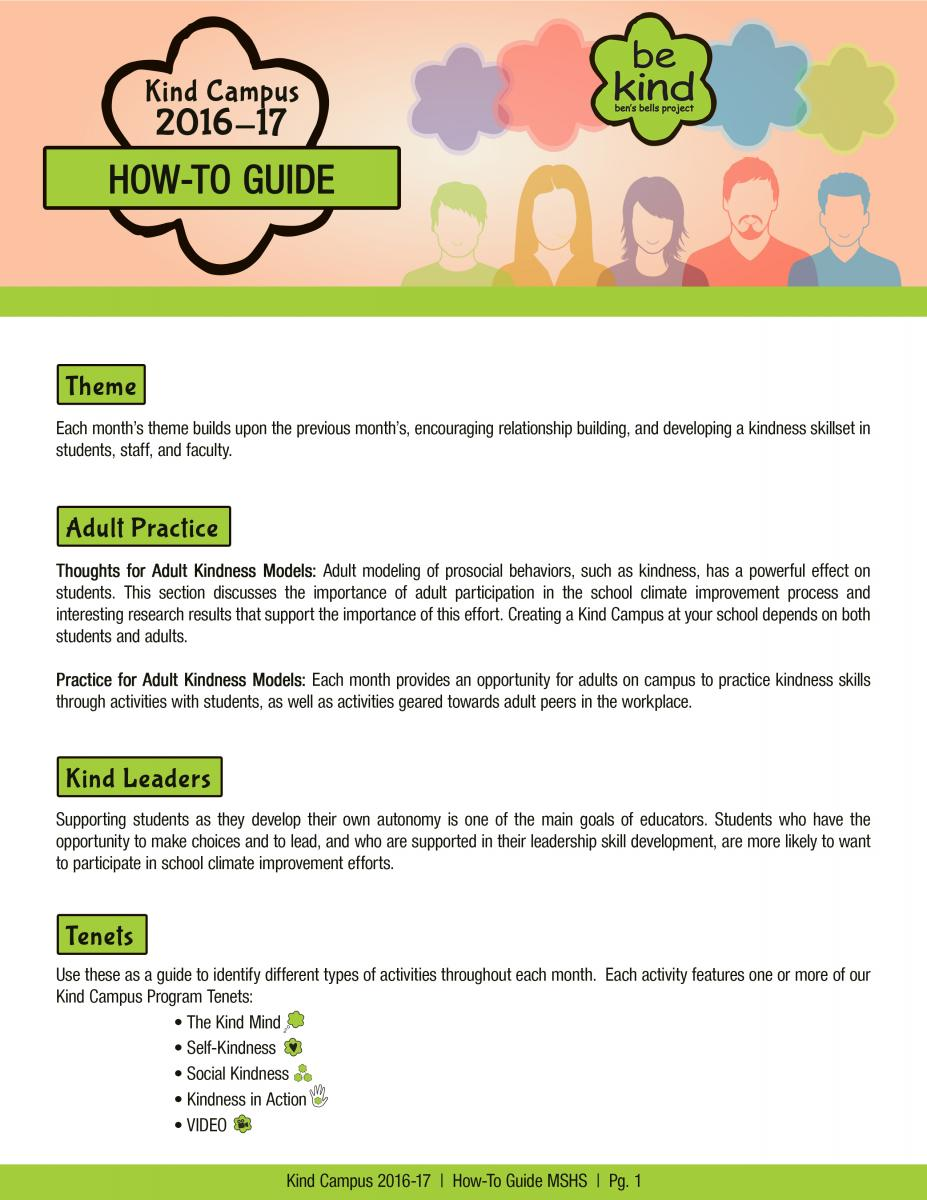 Kind Campus
2016–17
HOW-TO GUIDE
be
kind
ben's bells project
Theme
Each month’s theme builds upon the previous month’s, encouraging relationship building, and developing a kindness skillset in
students, staff, and faculty.
Adult Practice
Thoughts for Adult Kindness Models: Adult modeling of prosocial behaviors, such as kindness, has a powerful effect on
students. This section discusses the importance of adult participation in the school climate improvement process and
interesting research results that support the importance of this effort. Creating a Kind Campus at your school depends on both
students and adults.
Practice for Adult Kindness Models: Each month provides an opportunity for adults on campus to practice kindness skills
through activities with students, as well as activities geared towards adult peers in the workplace.
Kind Leaders
Supporting students as they develop their own autonomy is one of the main goals of educators. Students who have the
opportunity to make choices and to lead, and who are supported in their leadership skill development, are more likely to want
to participate in school climate improvement efforts.
Tenets
Use these as a guide to identify different types of activities throughout each month.  Each activity features one or more of our
Kind Campus Program Tenets:
• The Kind Mind
• Self-Kindness
• Social Kindness
• Kindness in Action
• VIDEO
Kind Campus 2016-17 | How-To Guide MSHS | Pg. 1